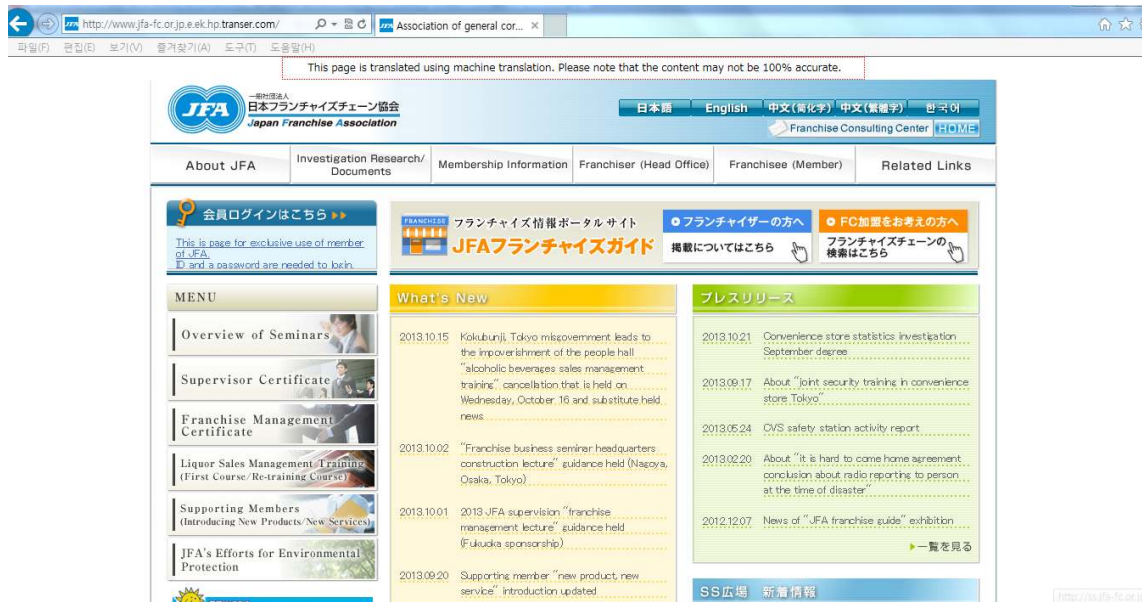 http://www.jfa-fc.or.jp.e.ek.hp.transer.com/
Association of general cor...
파일(F) 편집(E) 보기(V) 즐겨찾기(A) 도구(T) 도움말(H)
This page is translated using machine translation. Please note that the content may not be 100% accurate.
JFA
一般社団法人
日本フランチャイズチェーン協会
Japan Franchise Association
日本語 English 中文(简化字) 中文(繁體字) 한국어
Franchise Consulting Center HOME
About JFA
Investigation Research/
Documents
Membership Information
Franchiser (Head Office)
Franchisee (Member)
Related Links
会員ログインはこちら
This is page for exclusive use of member
of JFA.
ID and a password are needed to login.
FRANCHISE
フランチャイズ情報ポータルサイト
JFAフランチャイズガイド
フランチャイザーの方へ
掲載についてはこちら
FC加盟をお考えの方へ
フランチャイズチェーンの
検索はこちら
MENU
Overview of Seminars
Supervisor Certificate
Franchise Management
Certificate
Liquor Sales Management Training
(First Course/Re-training Course)
Supporting Members
(Introducing New Products/New Services)
JFA's Efforts for Environmental
Protection
What's New
2013.10.15 Kokubunji, Tokyo misgovernment leads to
the impoverishment of the people hall
"alcoholic beverages sales management
training" cancellation that is held on
Wednesday, October 16 and substitute held
news
2013.10.02 "Franchise business seminar headquarters
construction lecture" guidance held (Nagoya,
Osaka, Tokyo)
2013.10.01 2013 JFA supervision "franchise
management lecture" guidance held
(Fukuoka sponsorship)
2013.09.20 Supporting member "new product, new
service" introduction updated
プレスリリース
2013.10.21 Convenience store statistics investigation
September degree
2013.09.17 About "joint security training in convenience
store Tokyo"
2013.05.24 CVS safety station activity report
2013.02.20 About "it is hard to come home agreement
conclusion about radio reporting to person
at the time of disaster"
2012.12.07 News of "JFA franchise guide" exhibition
一覧を見る
SS広場 新着情報